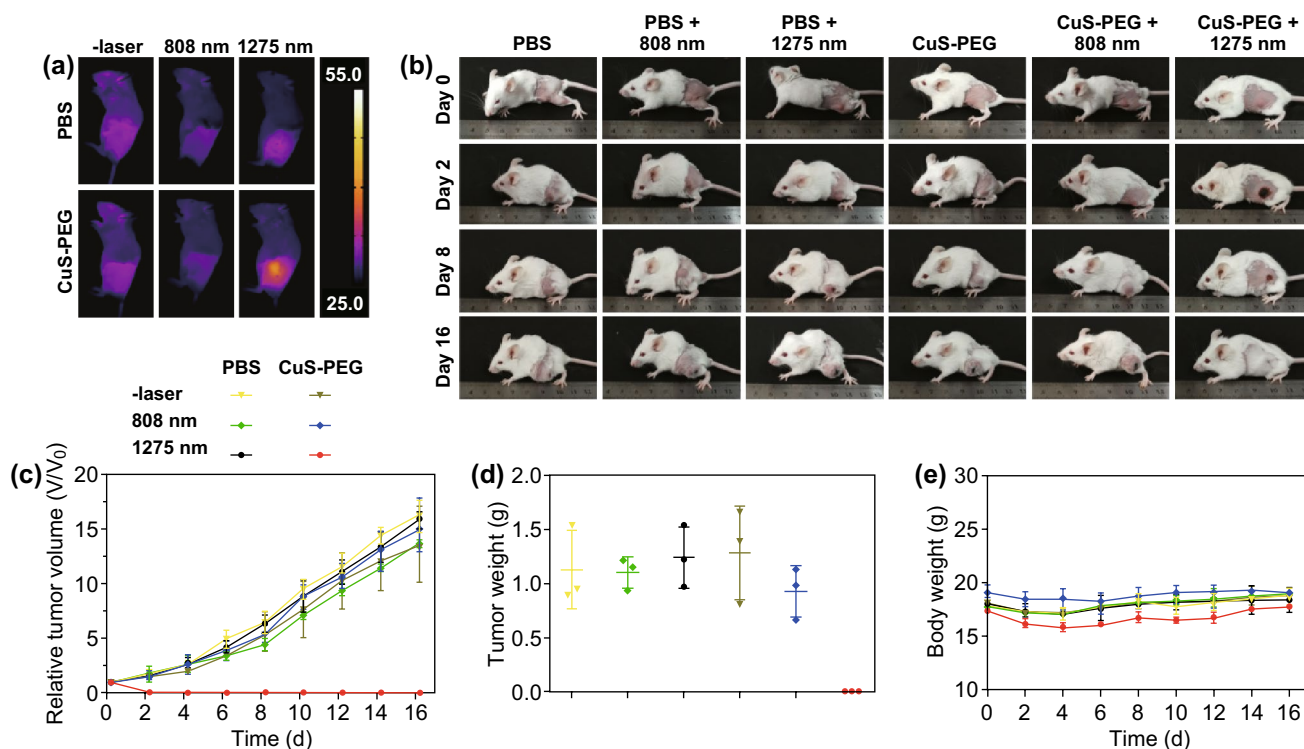 (a)
-laser 808 nm 1275 nm
PBS
CuS-PEG
55.0
25.0
(b)
PBS
PBS +
808 nm
PBS +
1275 nm
CuS-PEG
CuS-PEG +
808 nm
CuS-PEG +
1275 nm
Day 0
Day 2
Day 8
Day 16
PBS CuS-PEG
-laser
808 nm
1275 nm
(c)
Relative tumor volume (V/V0)
20
15
10
5
0
0 2 4 6 8 10 12 14 16
Time (d)
(d)
Tumor weight (g)
2.0
1.5
1.0
0.5
0.0
(e)
Body weight (g)
30
25
20
15
10
0 2 4 6 8 10 12 14 16
Time (d)